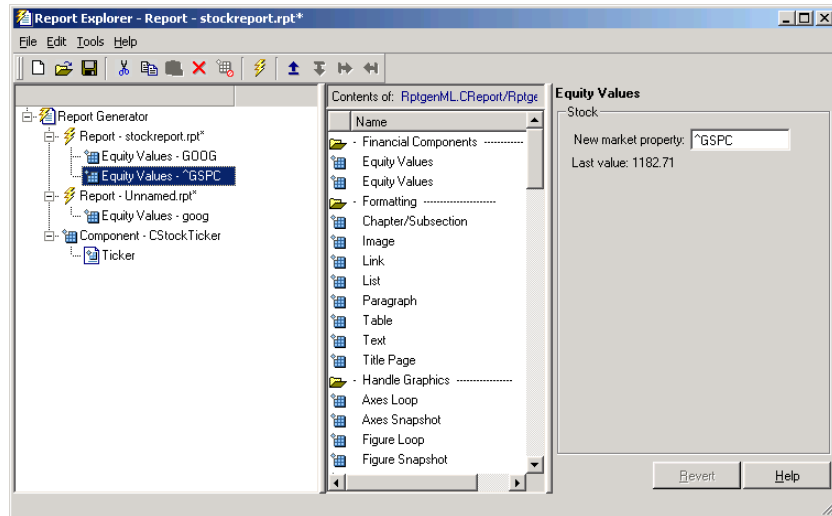 Report Explorer - Report - stockreport.rpt*
File Edit Tools Help
Report Generator
Report - stockreport.rpt*
Equity Values - GOOG
Equity Values - ^GSPC
Report - Unnamed.rpt*
Equity Values - goog
Component - CStockTicker
Ticker
Contents of: RptgenML.CReport/Rptge
Name
- Financial Components ------------
Equity Values
Equity Values
- Formatting ----------------------
Chapter/Subsection
Image
Link
List
Paragraph
Table
Text
Title Page
- Handle Graphics -----------------
Axes Loop
Axes Snapshot
Figure Loop
Figure Snapshot
Equity Values
Stock
New market property: ^GSPC
Last value: 1182.71
Revert Help